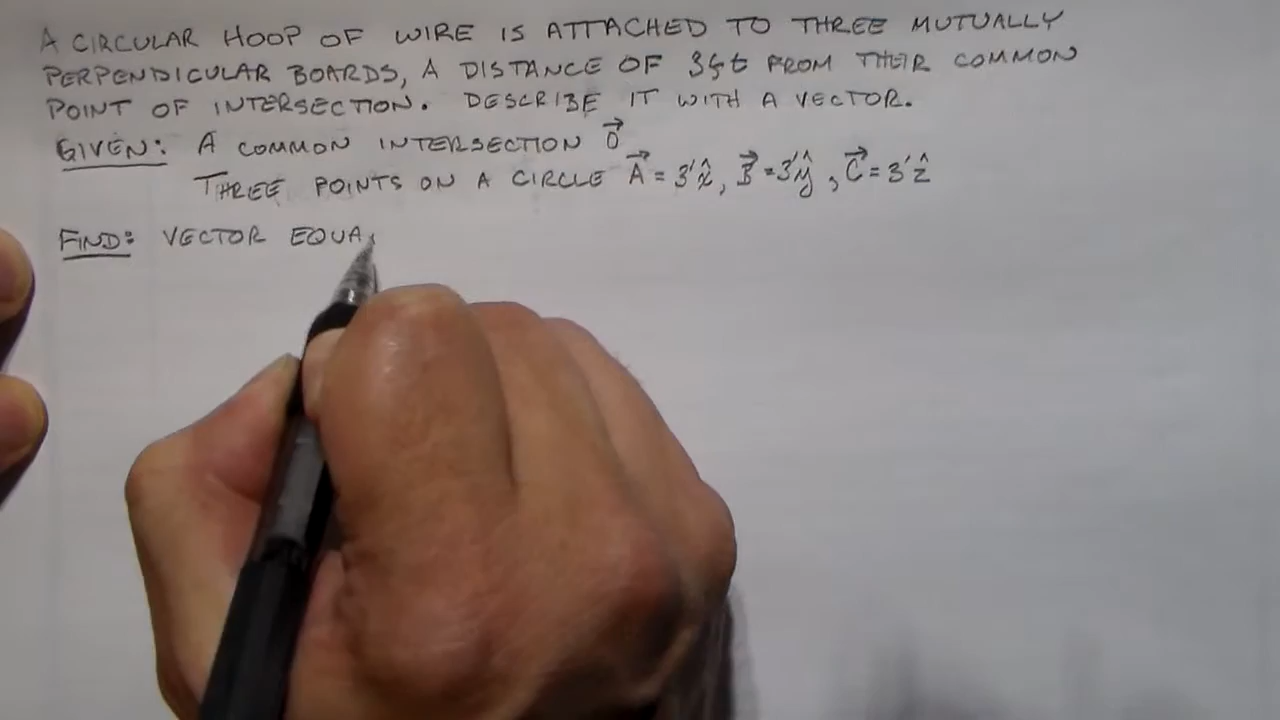 A CIRCULAR HOOP OF WIRE IS ATTACHED TO THREE MUTUALLY
PERPENDICULAR BOARDS, A DISTANCE OF 3ft FROM THEIR COMMON
POINT OF INTERSECTION. DESCRIBE IT WITH A VECTOR.
GIVEN: A COMMON INTERSECTION O⃗
THREE POINTS ON A CIRCLE A⃗ = 3'x̂, B⃗ = 3'ŷ, C⃗ = 3'ẑ
FIND: VECTOR EQUA